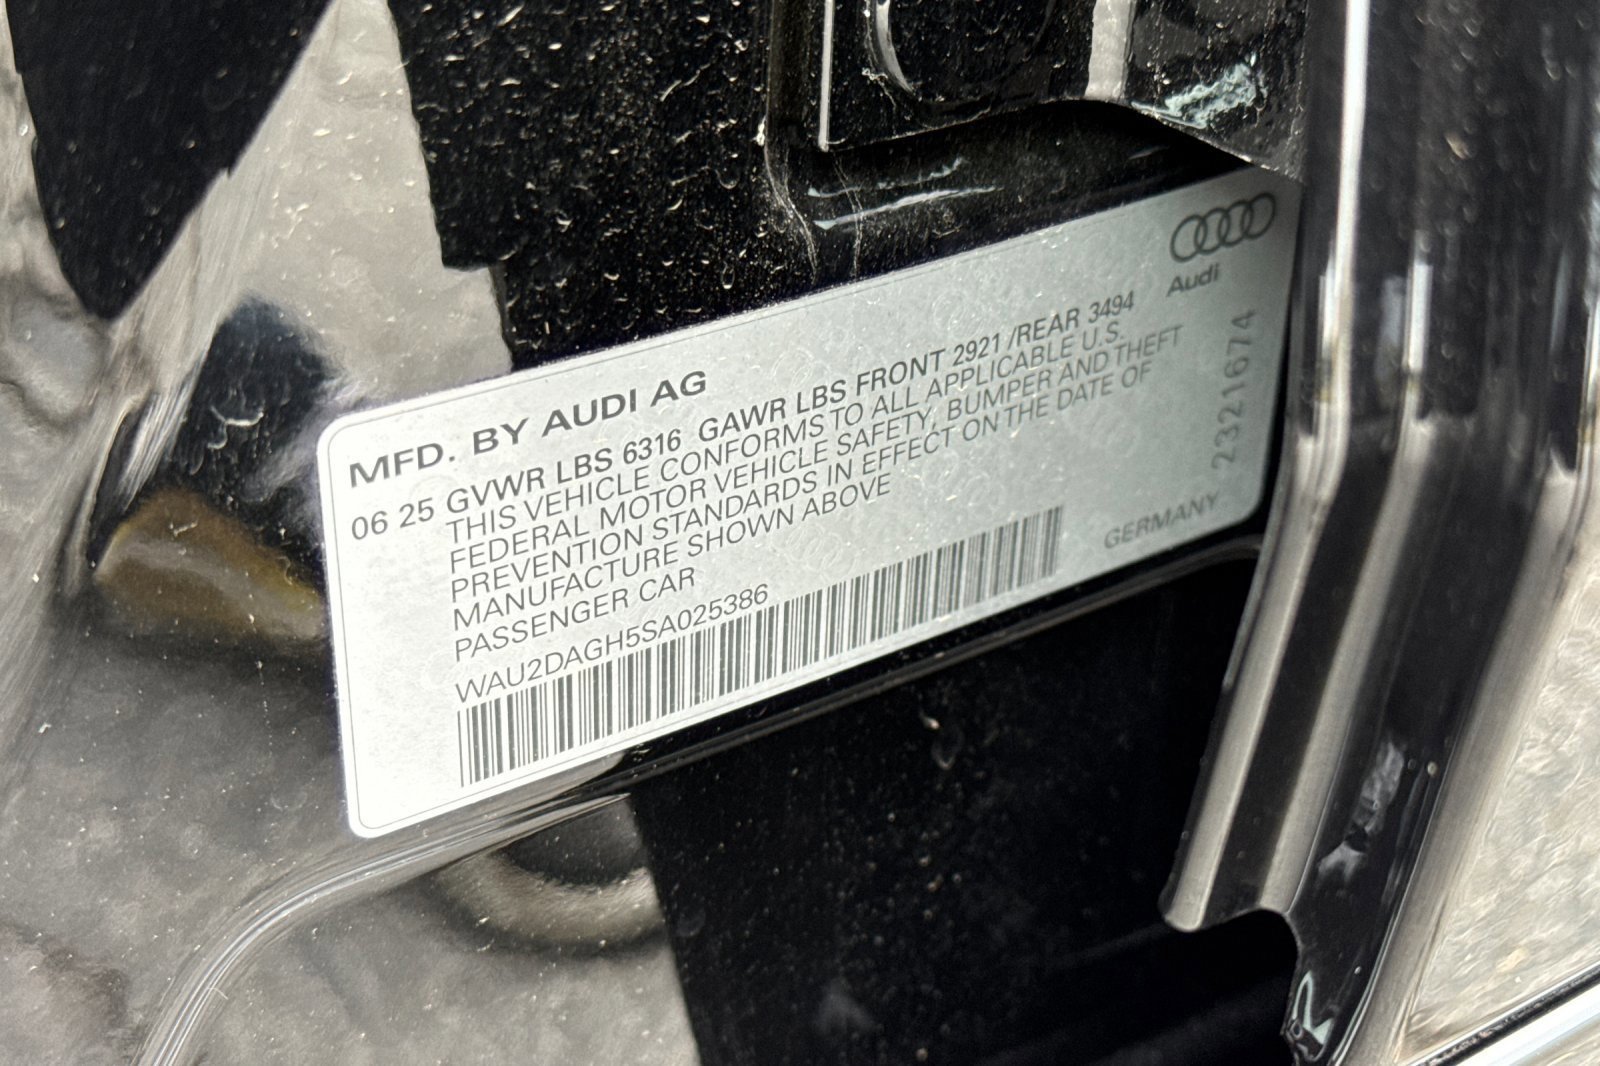 Audi
MFD. BY AUDI AG
06 25 GVWR LBS 6316 GAWR LBS FRONT 2921 /REAR 3494
THIS VEHICLE CONFORMS TO ALL APPLICABLE U.S.
FEDERAL MOTOR VEHICLE SAFETY, BUMPER AND THEFT
PREVENTION STANDARDS IN EFFECT ON THE DATE OF
MANUFACTURE SHOWN ABOVE
PASSENGER CAR
WAU2DAGH5SA025386
GERMANY
2321674